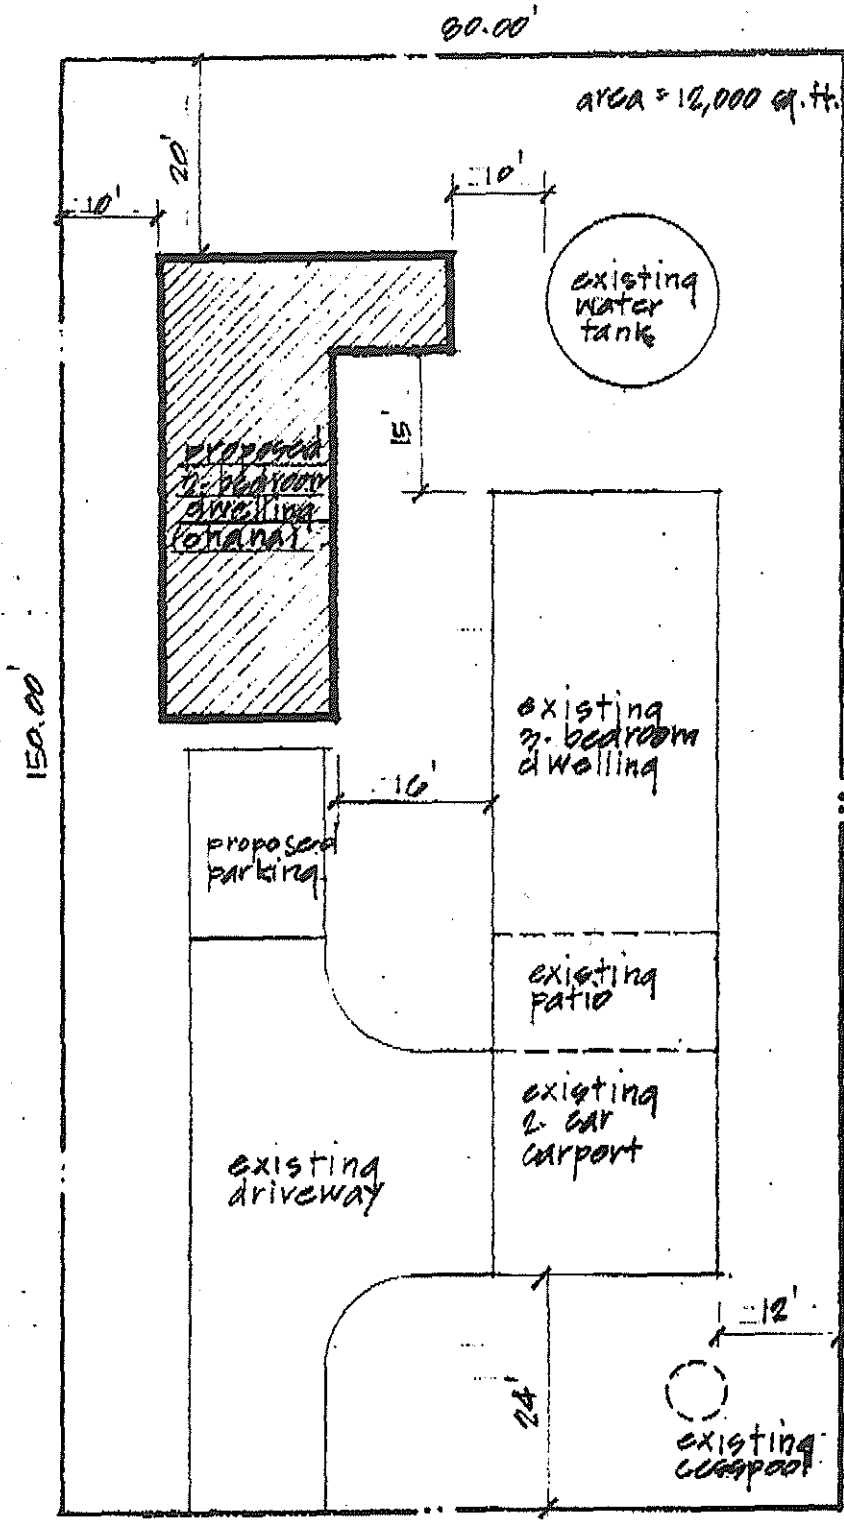 80.00'
area = 12,000 sq.ft.
20'
10'
10'
existing
water
tank
15'
proposed
3- bedroom
dwelling
(ohana)
150.00'
existing
3- bedroom
dwelling
16'
proposed
parking
existing
patio
existing
2- car
carport
existing
driveway
12'
24'
existing
cesspool